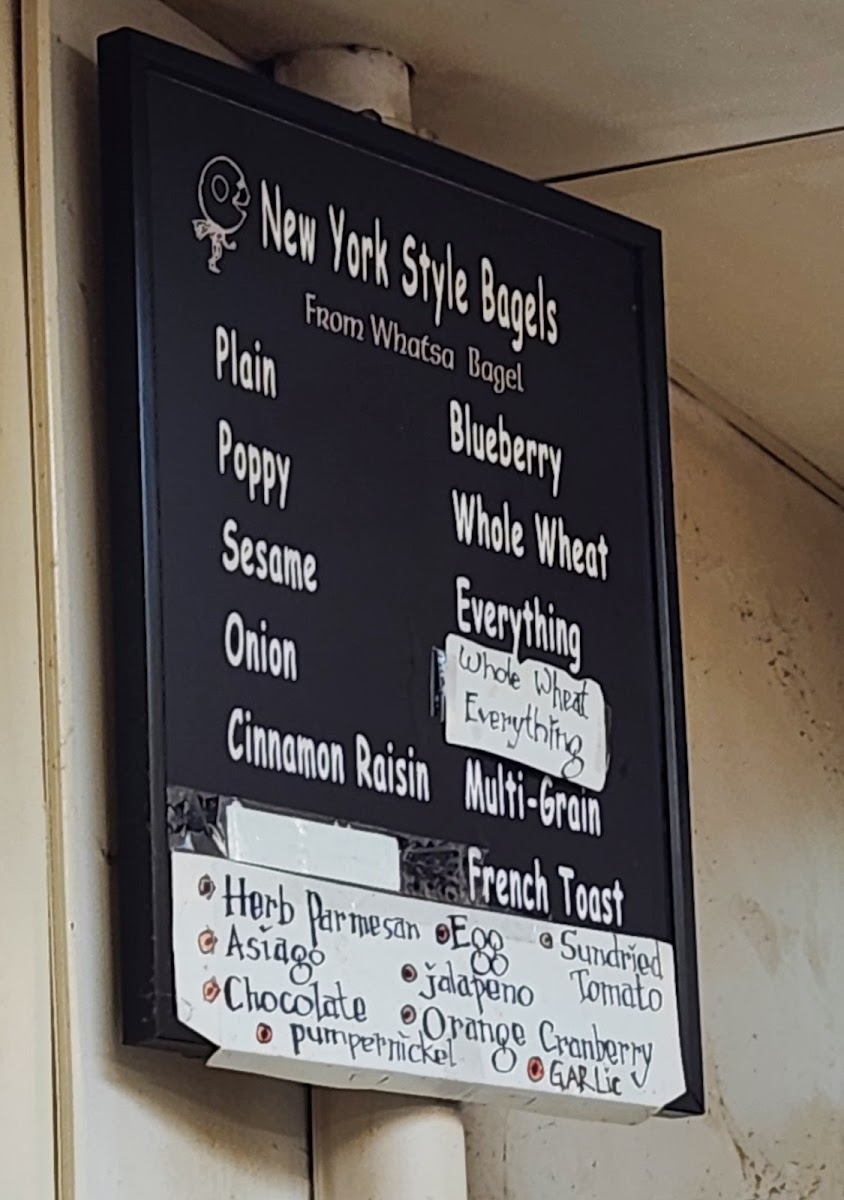 New York Style Bagels
From Whatsa Bagel
Plain
Poppy
Sesame
Onion
Cinnamon Raisin
Blueberry
Whole Wheat
Everything
Whole Wheat
Everything
Multi-Grain
French Toast
Herb Parmesan
Asiago
Chocolate
pumpernickel
Egg
jalapeno
Orange Cranberry
Sundried
Tomato
GARLic